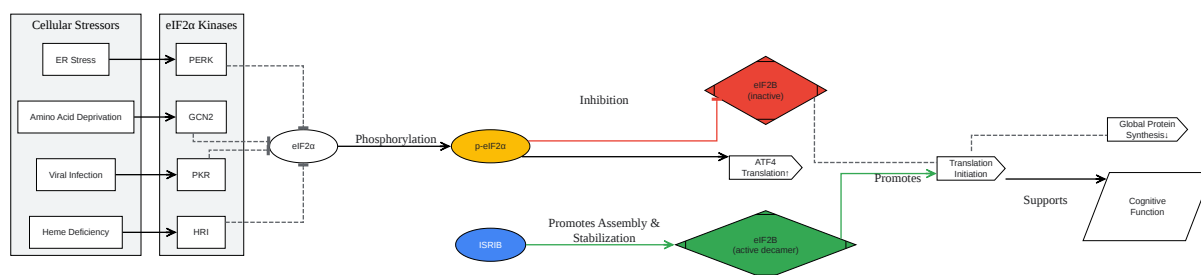 Cellular Stressors
eIF2α Kinases
ER Stress
PERK
Amino Acid Deprivation
GCN2
Viral Infection
PKR
Heme Deficiency
HRI
eIF2α
Phosphorylation
p-eIF2α
Inhibition
eIF2B
(inactive)
ATF4
Translation↑
ISRIB
Promotes Assembly &
Stabilization
eIF2B
(active decamer)
Promotes
Translation
Initiation
Global Protein
Synthesis↓
Supports
Cognitive
Function